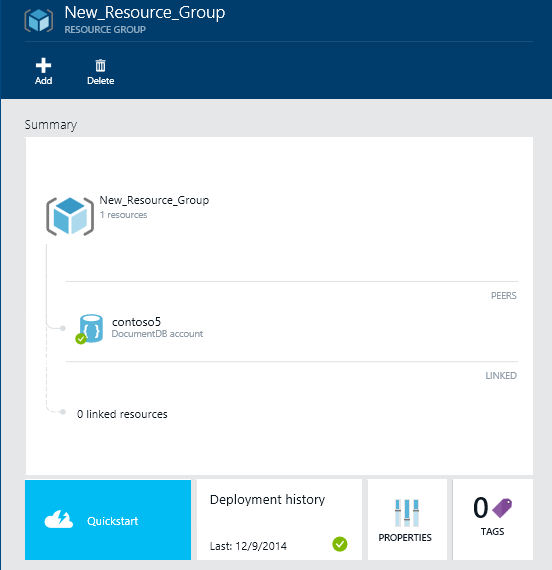 New_Resource_Group
RESOURCE GROUP
Add
Delete
Summary
New_Resource_Group
1 resources
PEERS
contoso5
DocumentDB account
LINKED
0 linked resources
Quickstart
Deployment history
Last: 12/9/2014
PROPERTIES
0
TAGS